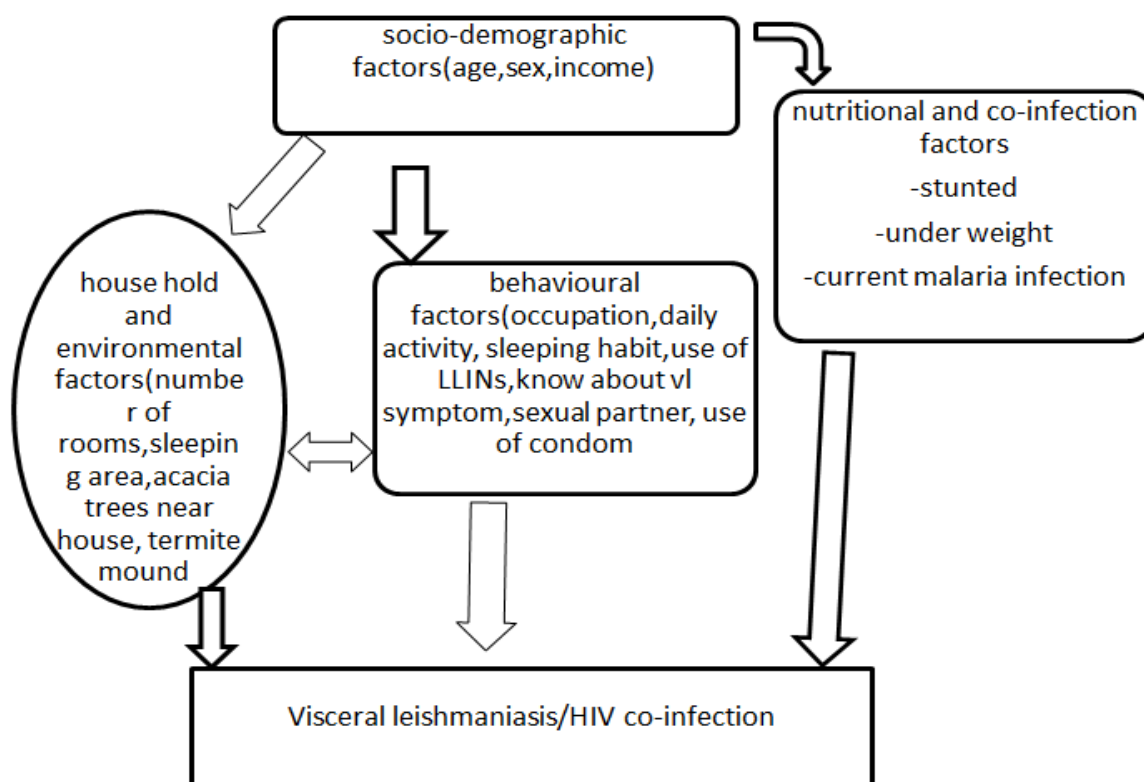 socio-demographic
factors(age,sex,income)
nutritional and co-infection
factors
-stunted
-under weight
-current malaria infection
house hold
and
environmental
factors(numbe
r of
rooms,sleepin
g area,acacia
trees near
house, termite
mound
behavioural
factors(occupation,daily
activity, sleeping habit,use of
LLINs,know about vl
symptom,sexual partner, use
of condom
Visceral leishmaniasis/HIV co-infection